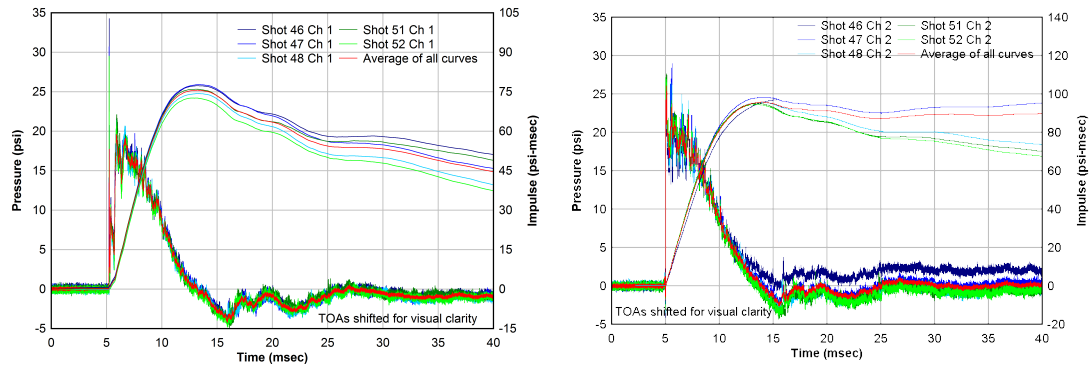 Shot 46 Ch 1 Shot 51 Ch 1
Shot 47 Ch 1 Shot 52 Ch 1
Shot 48 Ch 1 Average of all curves
35
30
25
20
15
10
5
0
-5
Pressure (psi)
105
90
75
60
45
30
15
0
-15
Impulse (psi-msec)
TOAs shifted for visual clarity
0 5 10 15 20 25 30 35 40
Time (msec)
Shot 46 Ch 2 Shot 51 Ch 2
Shot 47 Ch 2 Shot 52 Ch 2
Shot 48 Ch 2 Average of all curves
35
30
25
20
15
10
5
0
-5
Pressure (psi)
140
120
100
80
60
40
20
0
-20
Impulse (psi-msec)
TOAs shifted for visual clarity
0 5 10 15 20 25 30 35 40
Time (msec)